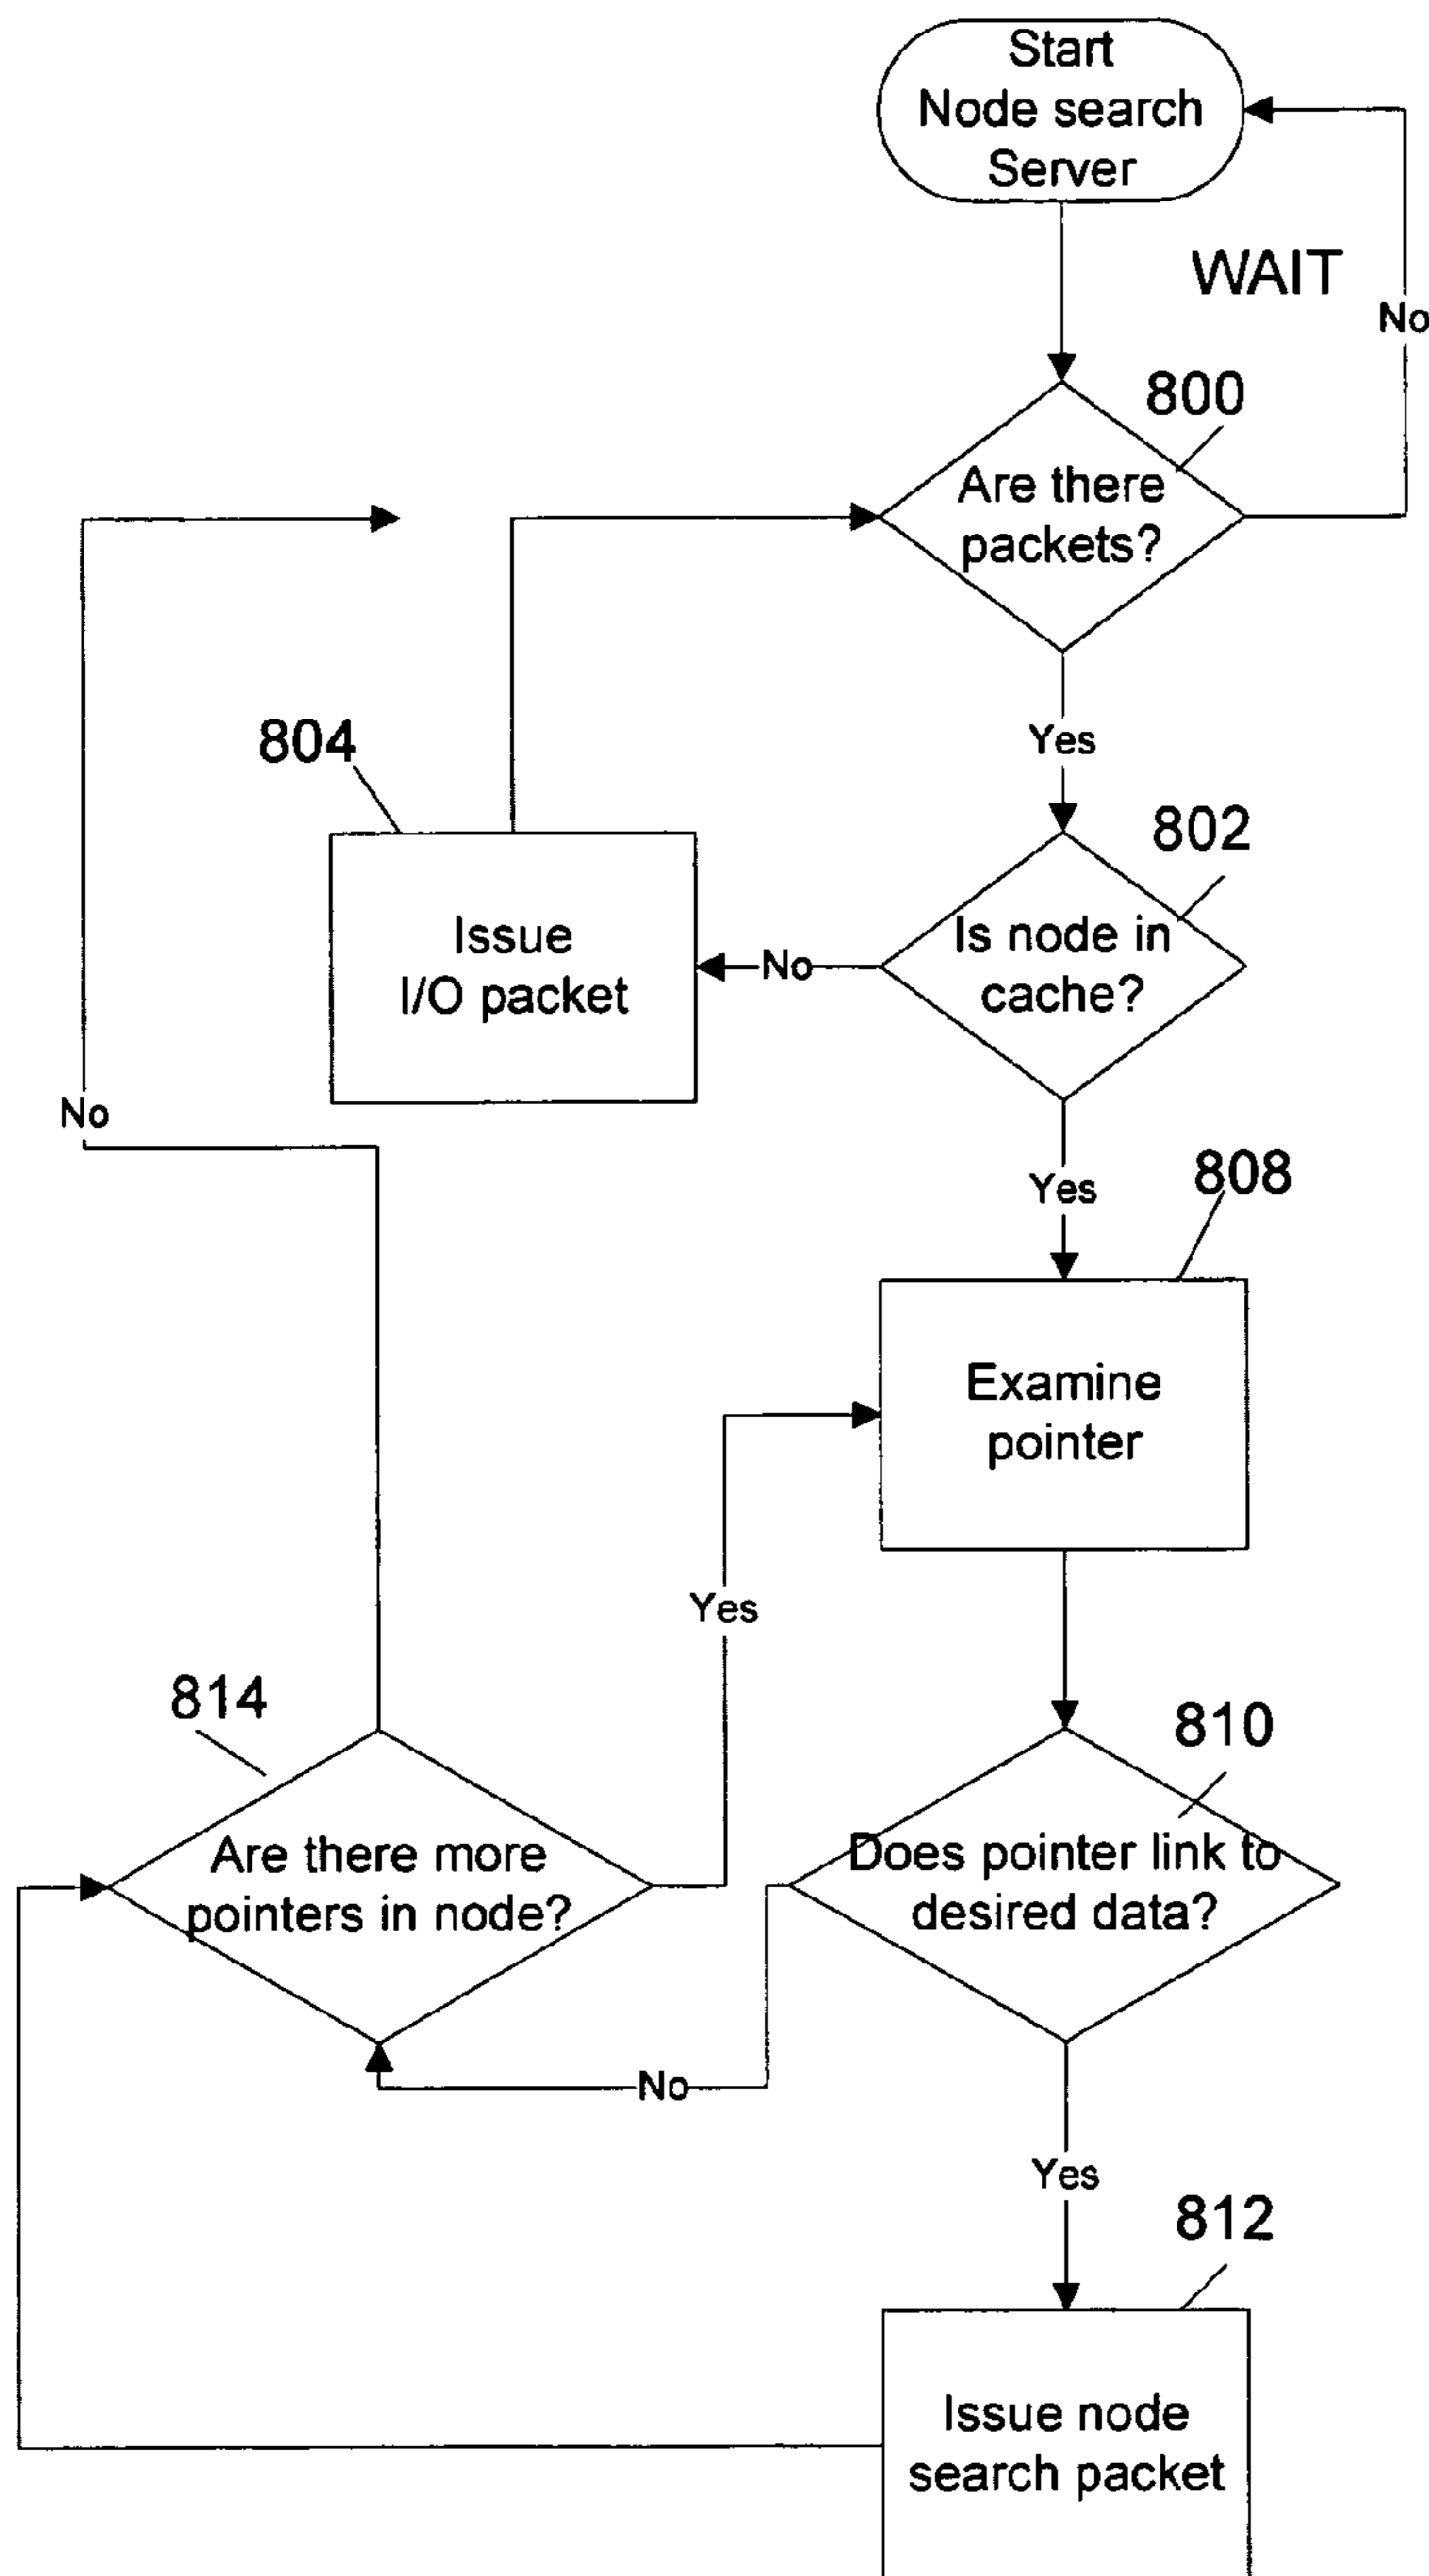 Start
Node search
Server
WAIT
No
800
Are there
packets?
Yes
804
802
Issue
I/O packet
No
Is node in
cache?
No
Yes
808
Examine
pointer
Yes
814
810
Are there more
pointers in node?
Does pointer link to
desired data?
No
Yes
812
Issue node
search packet